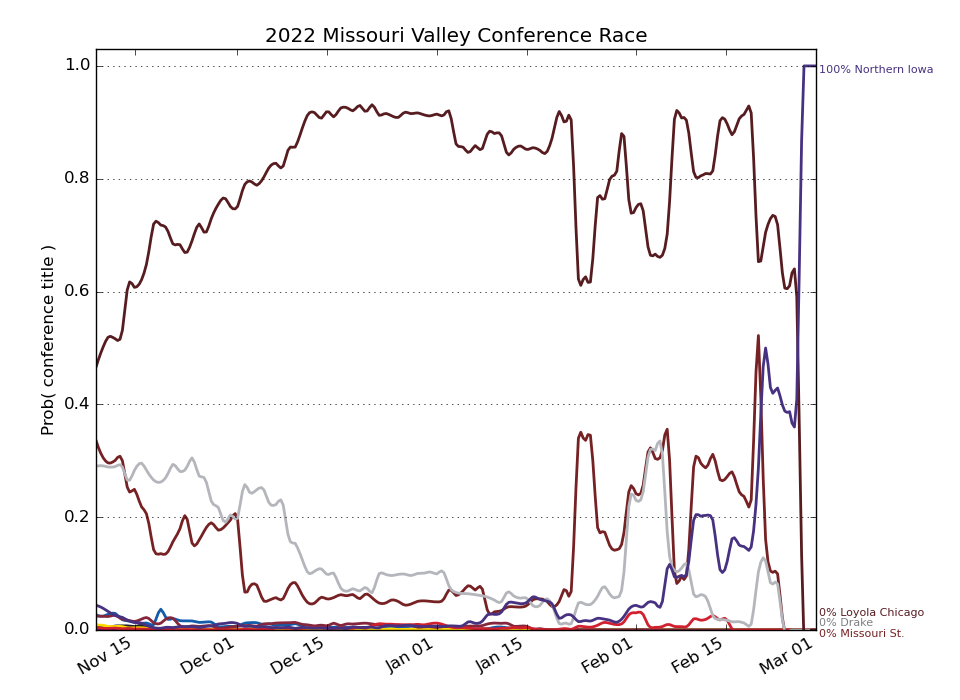 2022 Missouri Valley Conference Race
1.0
0.8
0.6
0.4
0.2
0.0
Prob( conference title )
100% Northern Iowa
0% Loyola Chicago
0% Drake
0% Missouri St.
Nov 15
Dec 01
Dec 15
Jan 01
Jan 15
Feb 01
Feb 15
Mar 01